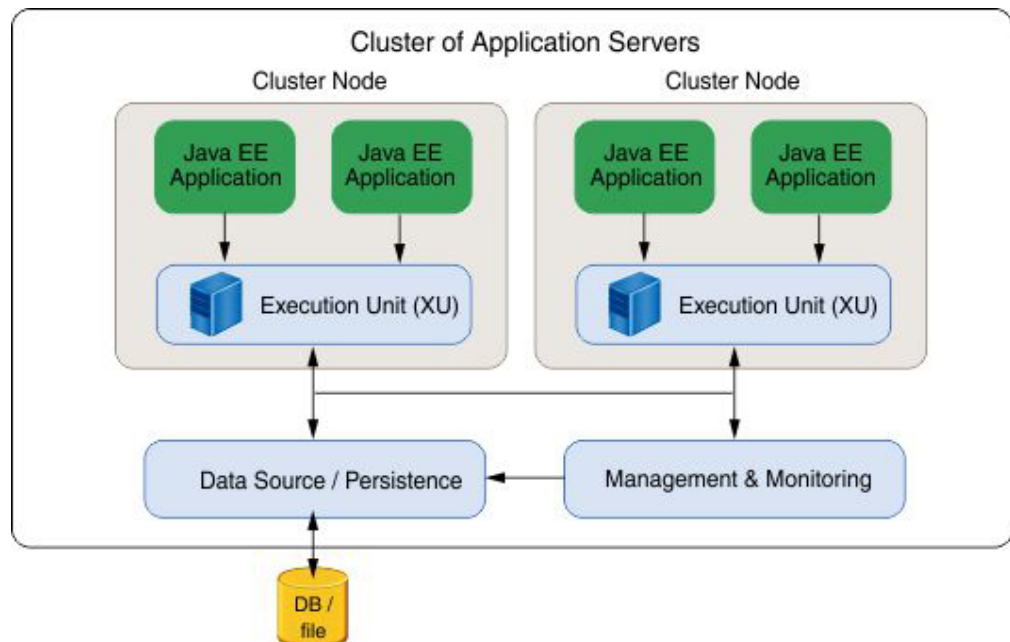 Cluster of Application Servers
Cluster Node
Cluster Node
Java EE
Application
Java EE
Application
Java EE
Application
Java EE
Application
Execution Unit (XU)
Execution Unit (XU)
Data Source / Persistence
Management & Monitoring
DB /
file